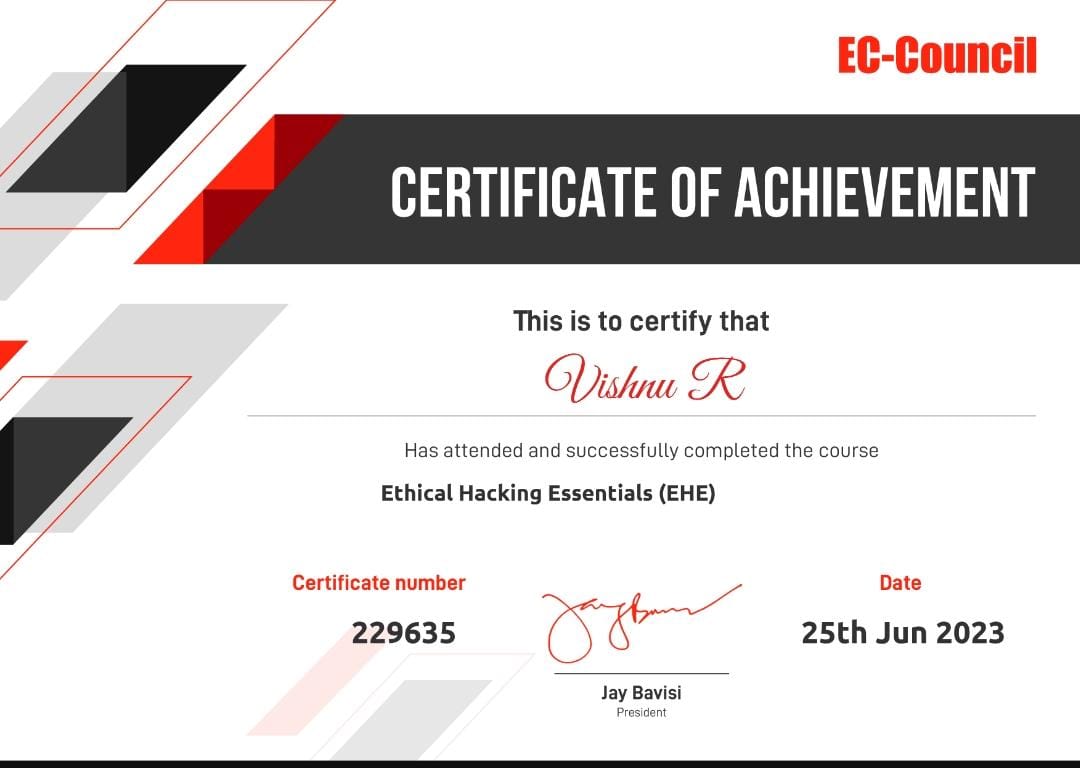 EC-Council
CERTIFICATE OF ACHIEVEMENT
This is to certify that
Vishnu R
Has attended and successfully completed the course
Ethical Hacking Essentials (EHE)
Certificate number
229635
Jay Bavisi
President
Date
25th Jun 2023